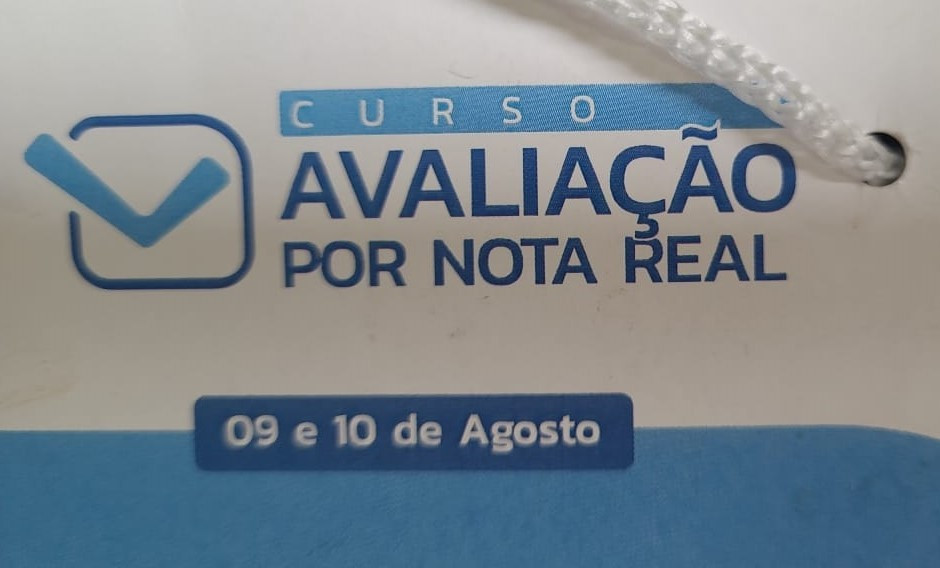 CURSO
AVALIAÇÃO
POR NOTA REAL
09 e 10 de Agosto